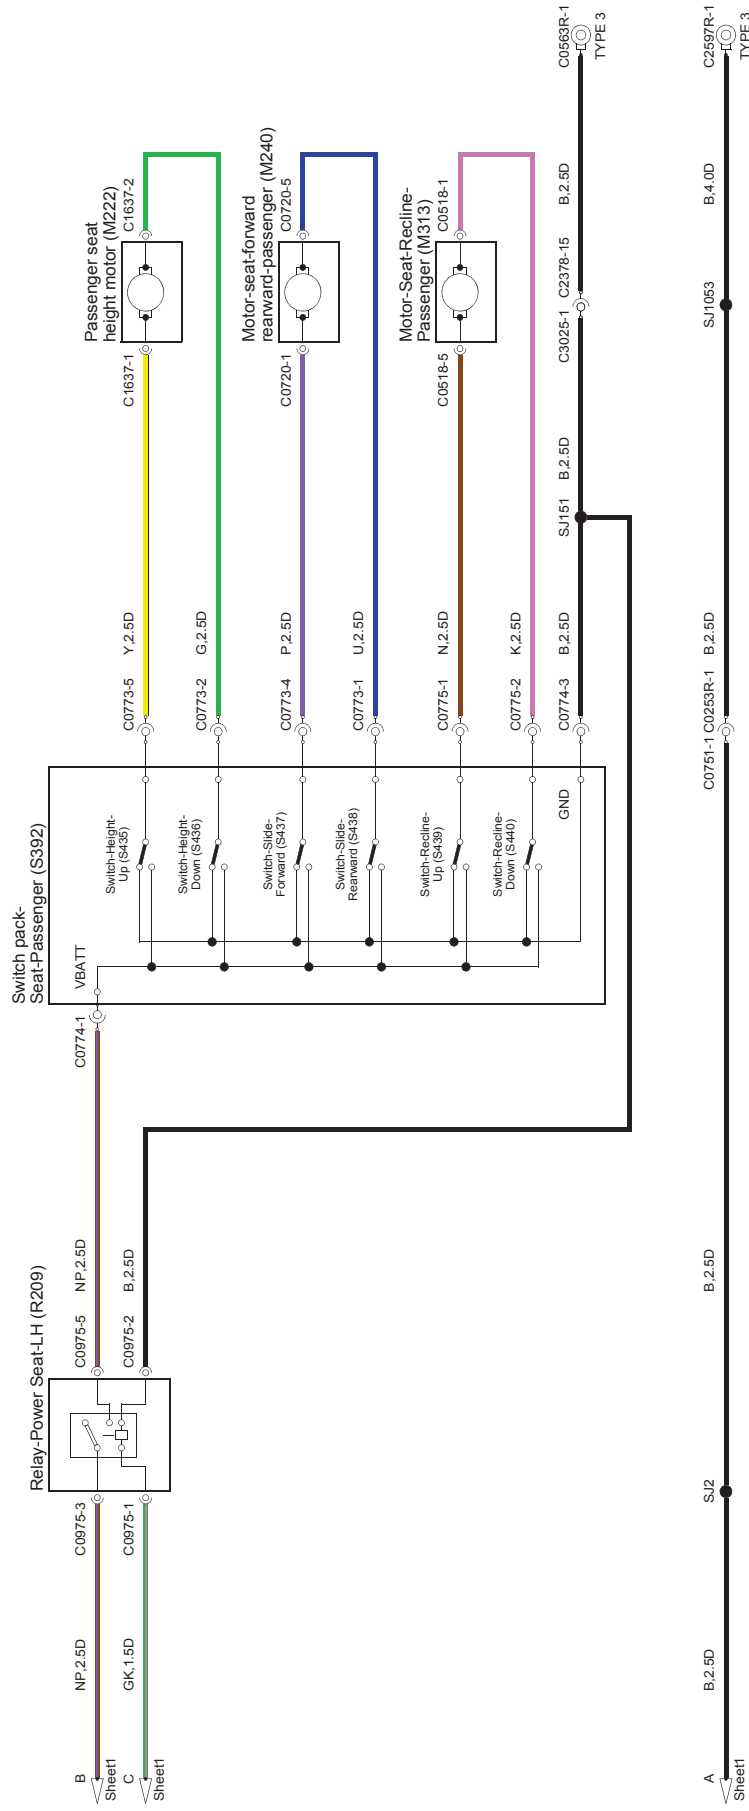 Switch pack-
Seat-Passenger (S392)
Relay-Power Seat-LH (R209)
Passenger seat
height motor (M222)
Motor-seat-forward
rearward-passenger (M240)
Motor-Seat-Recline-
Passenger (M313)
B
Sheet1
NP,2.5D
C0975-3
C0975-5
NP,2.5D
C0774-1
VBATT
C
Sheet1
GK,1.5D
C0975-1
C0975-2
B,2.5D
Switch-Height-
Up (S435)
C0773-5
Y,2.5D
C1637-1
C1637-2
Switch-Height-
Down (S436)
C0773-2
G,2.5D
Switch-Slide-
Forward (S437)
C0773-4
P,2.5D
C0720-1
C0720-5
Switch-Slide-
Rearward (S438)
C0773-1
U,2.5D
Switch-Recline-
Up (S439)
C0775-1
N,2.5D
C0518-5
C0518-1
Switch-Recline-
Down (S440)
C0775-2
K,2.5D
GND
C0774-3
B,2.5D
SJ151
B,2.5D
C3025-1
C2378-15
B,2.5D
C0563R-1
TYPE 3
A
Sheet1
B,2.5D
SJ2
B,2.5D
C0751-1
C0253R-1
B,2.5D
SJ1053
B,4.0D
C2597R-1
TYPE 3